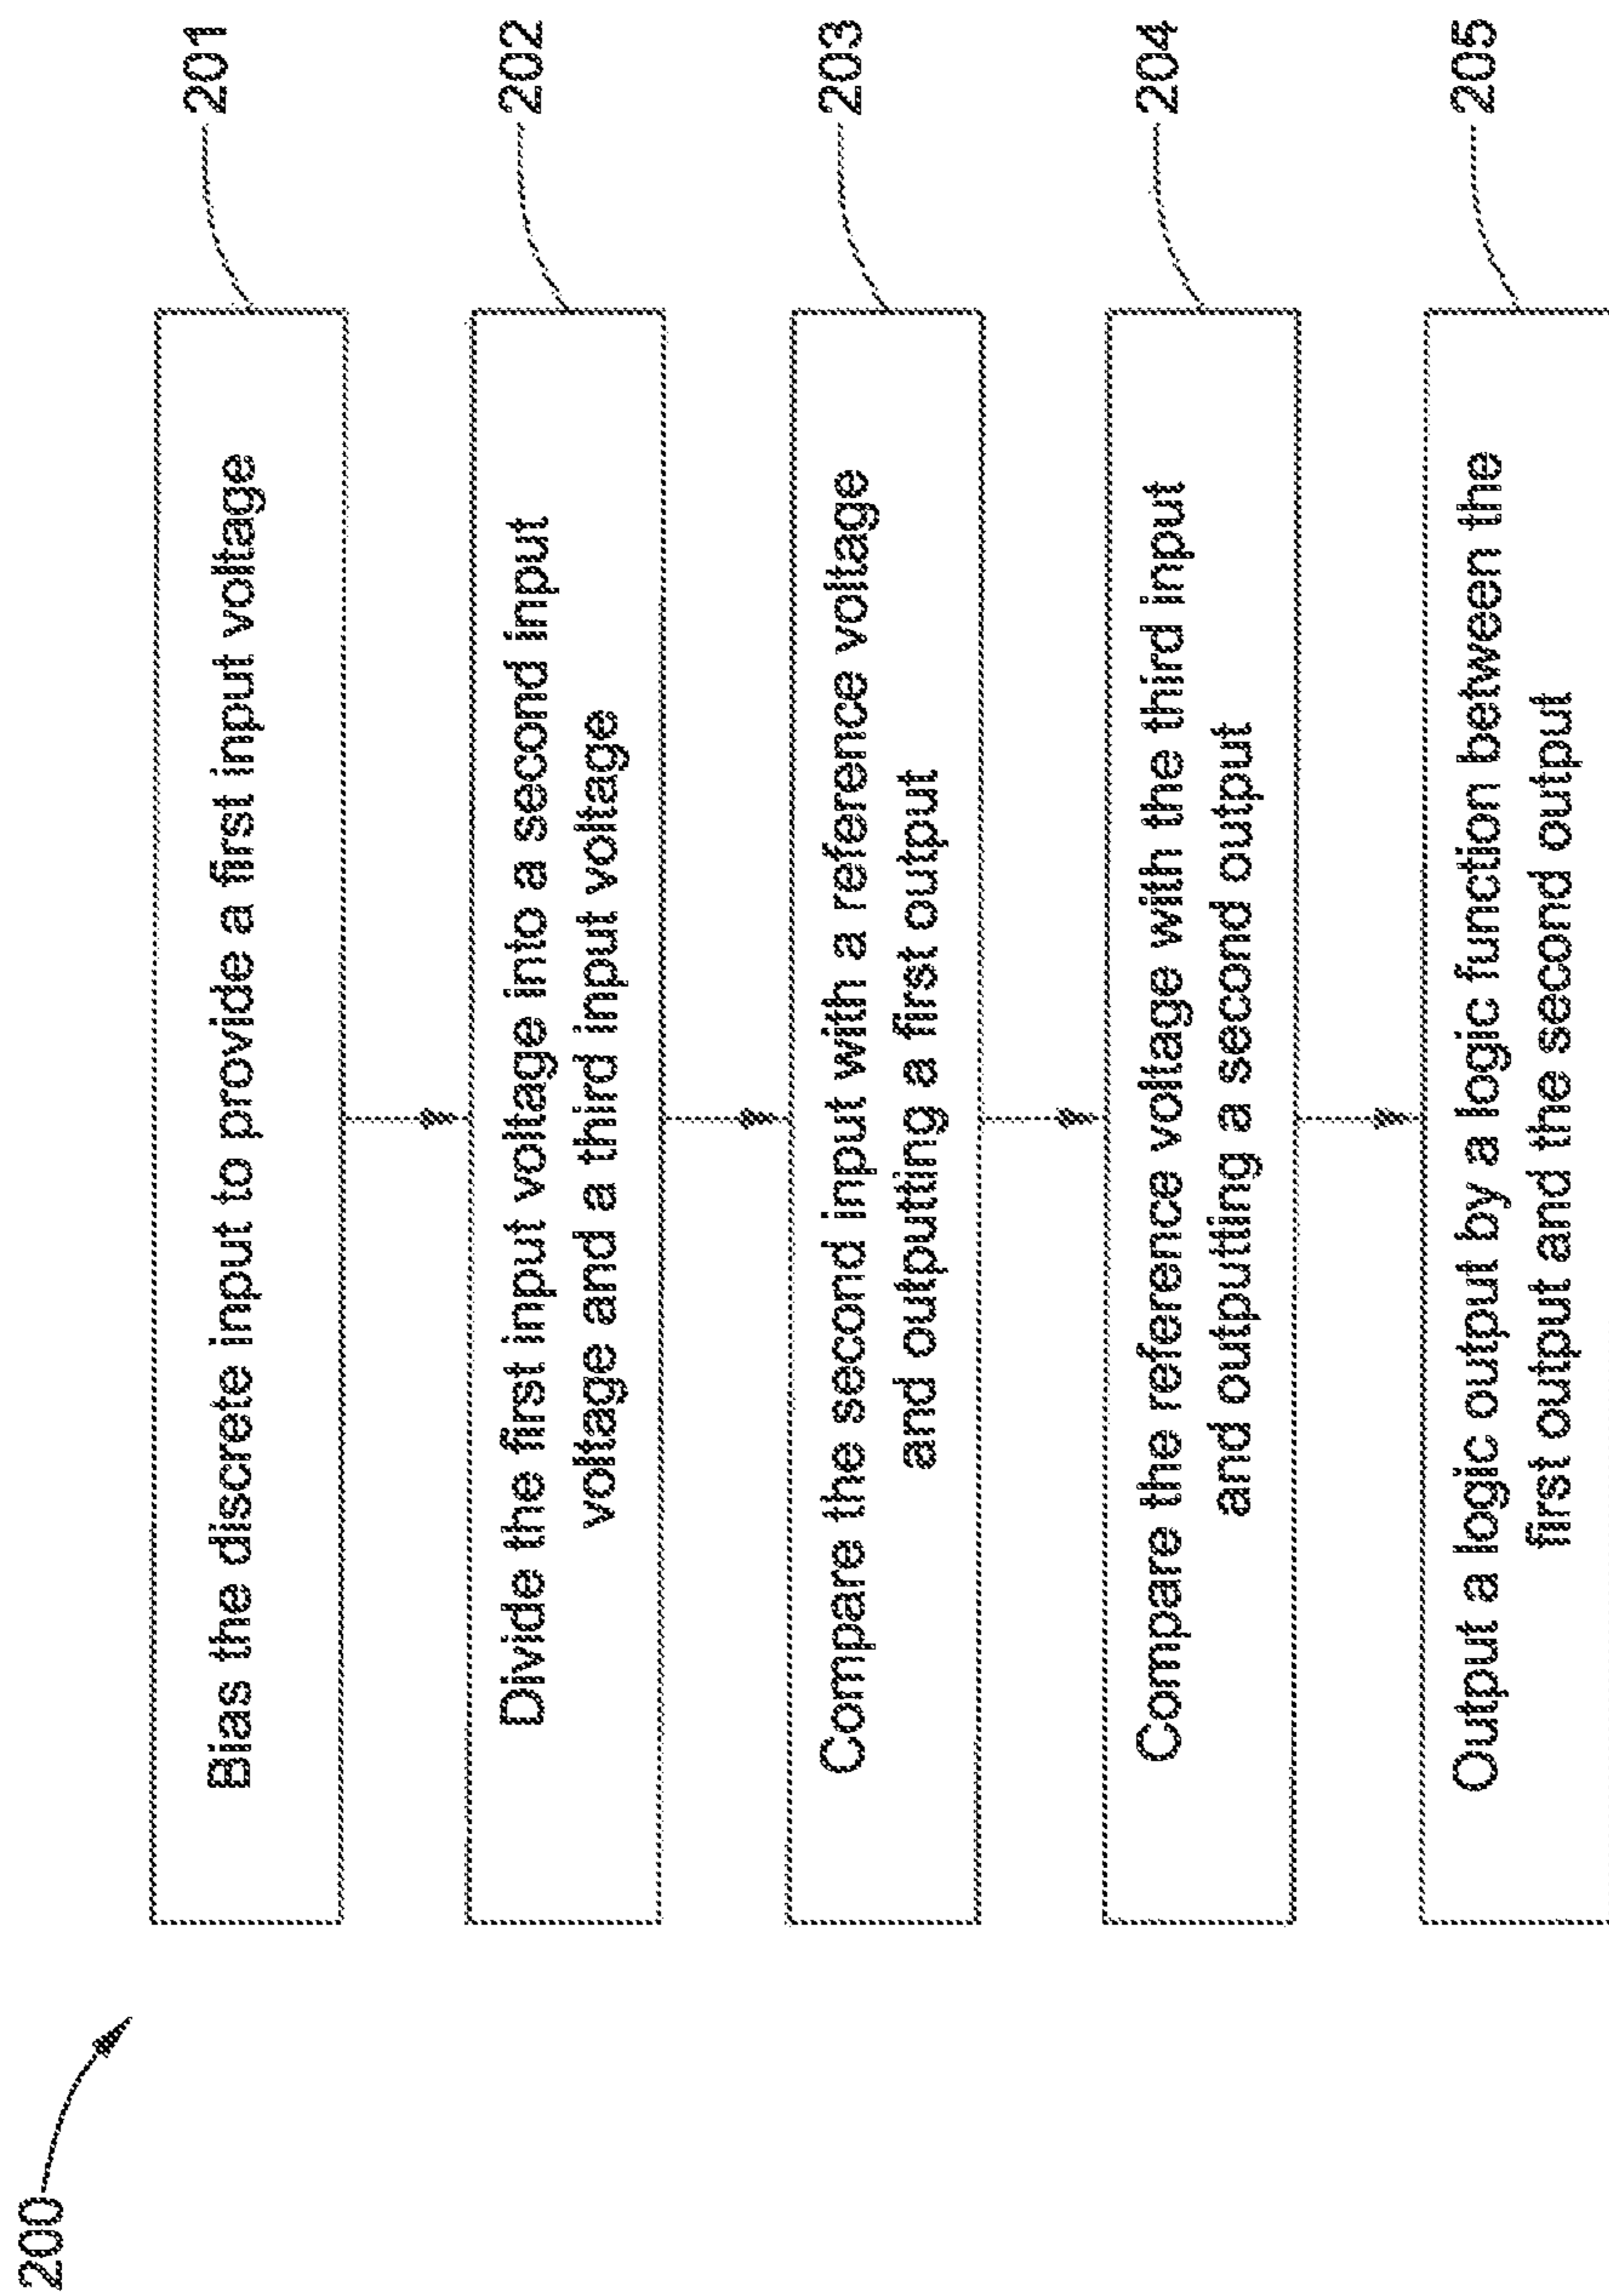 200
Bias the discrete input to provide a first input voltage
201
Divide the first input voltage into a second input
voltage and a third input voltage
202
Compare the second input with a reference voltage
and outputting a first output
203
Compare the reference voltage with the third input
and outputting a second output
204
Output a logic output by a logic function between the
first output and the second output
205